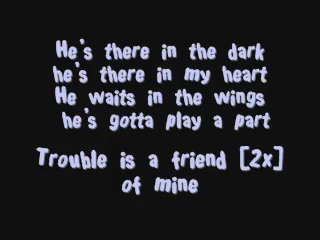 He's there in the dark
he's there in my heart
He waits in the wings
he's gotta play a part
Trouble is a friend [2x]
of mine